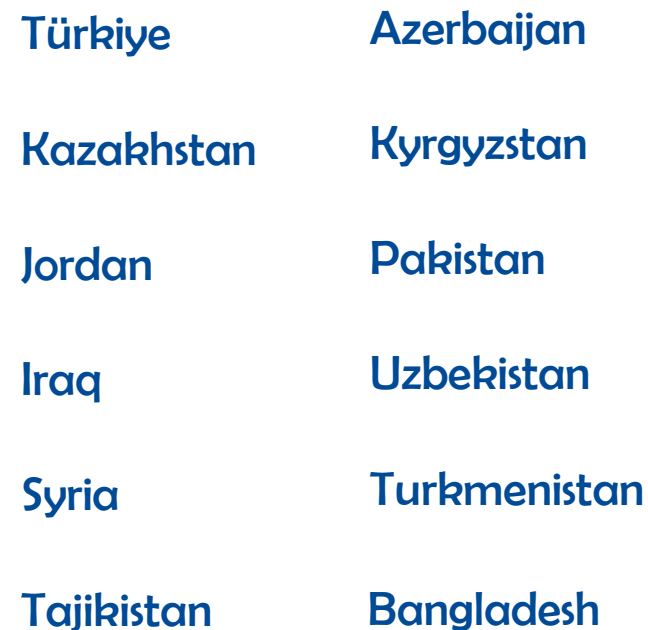 Türkiye
Azerbaijan
Kazakhstan
Kyrgyzstan
Jordan
Pakistan
Iraq
Uzbekistan
Syria
Turkmenistan
Tajikistan
Bangladesh